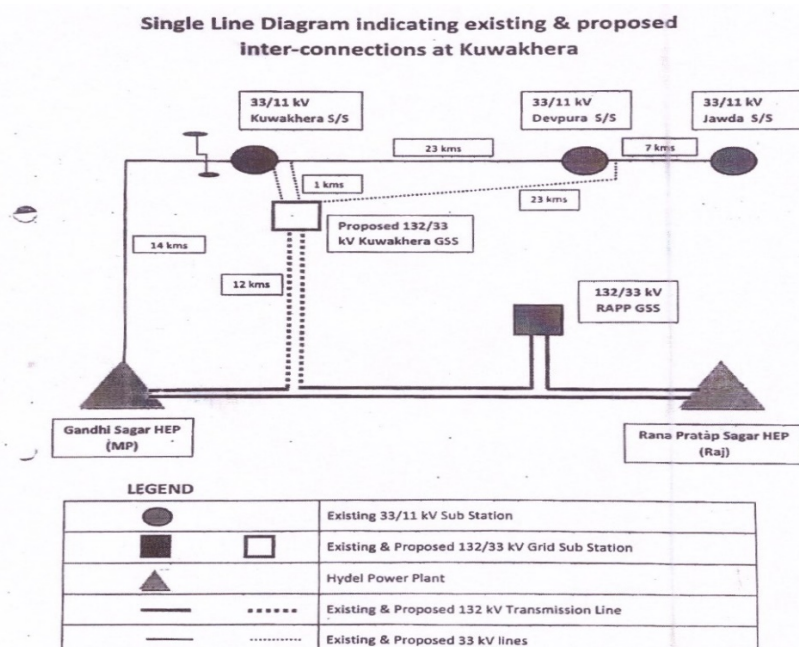 Single Line Diagram indicating existing & proposed
inter-connections at Kuwakhera
33/11 kV
Kuwakhera S/S
33/11 kV
Devpura S/S
33/11 kV
Jawda S/S
23 kms
7 kms
1 kms
23 kms
Proposed 132/33
kV Kuwakhera GSS
14 kms
12 kms
132/33 kV
RAPP GSS
Gandhi Sagar HEP
(MP)
Rana Pratap Sagar HEP
(Raj)
LEGEND
Existing 33/11 kV Sub Station
Existing & Proposed 132/33 kV Grid Sub Station
Hydel Power Plant
Existing & Proposed 132 kV Transmission Line
Existing & Proposed 33 kV lines